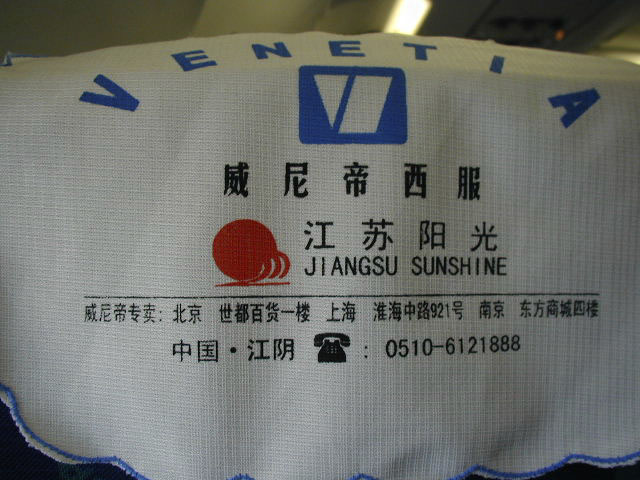 VENETIA
威尼帝西服
江苏阳光
JIANGSU SUNSHINE
威尼帝专卖: 北京 世都百货一楼 上海 淮海中路921号 南京 东方商城四楼
中国·江阴 ☎ : 0510-6121888